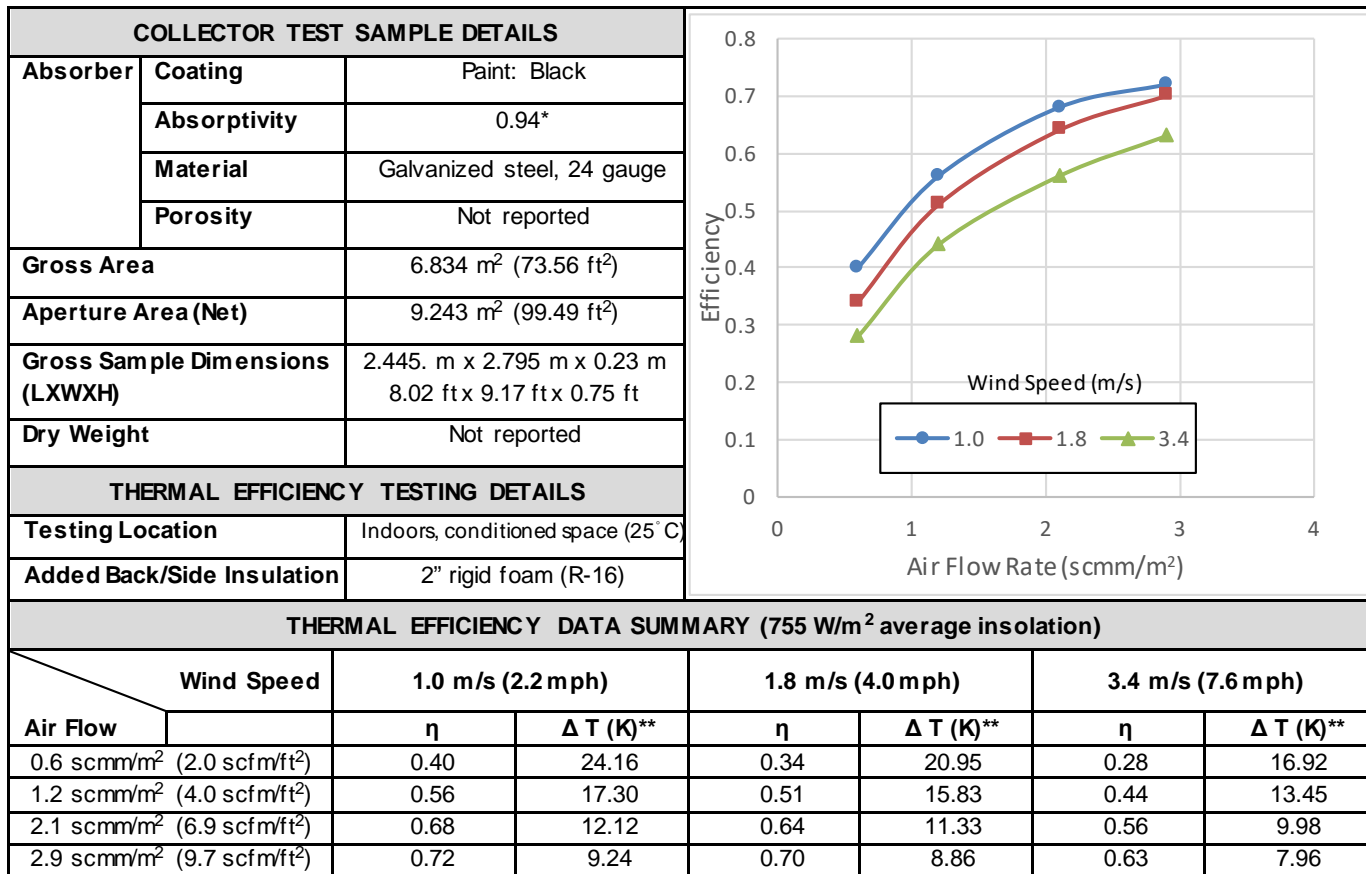 COLLECTOR TEST SAMPLE DETAILS
Absorber Coating Paint: Black
Absorptivity 0.94*
Material Galvanized steel, 24 gauge
Porosity Not reported
Gross Area 6.834 m² (73.56 ft²)
Aperture Area (Net) 9.243 m² (99.49 ft²)
Gross Sample Dimensions (LXWXH) 2.445. m x 2.795 m x 0.23 m
8.02 ft x 9.17 ft x 0.75 ft
Dry Weight Not reported
THERMAL EFFICIENCY TESTING DETAILS
Testing Location Indoors, conditioned space (25°C)
Added Back/Side Insulation 2” rigid foam (R-16)
0.8
0.7
0.6
0.5
0.4
0.3
0.2
0.1
0
Efficiency
Wind Speed (m/s)
1.0 1.8 3.4
0 1 2 3 4
Air Flow Rate (scmm/m²)
THERMAL EFFICIENCY DATA SUMMARY (755 W/m² average insolation)
Wind Speed 1.0 m/s (2.2 mph) 1.8 m/s (4.0 mph) 3.4 m/s (7.6 mph)
Air Flow η Δ T (K)** η Δ T (K)** η Δ T (K)**
0.6 scmm/m² (2.0 scfm/ft²) 0.40 24.16 0.34 20.95 0.28 16.92
1.2 scmm/m² (4.0 scfm/ft²) 0.56 17.30 0.51 15.83 0.44 13.45
2.1 scmm/m² (6.9 scfm/ft²) 0.68 12.12 0.64 11.33 0.56 9.98
2.9 scmm/m² (9.7 scfm/ft²) 0.72 9.24 0.70 8.86 0.63 7.96